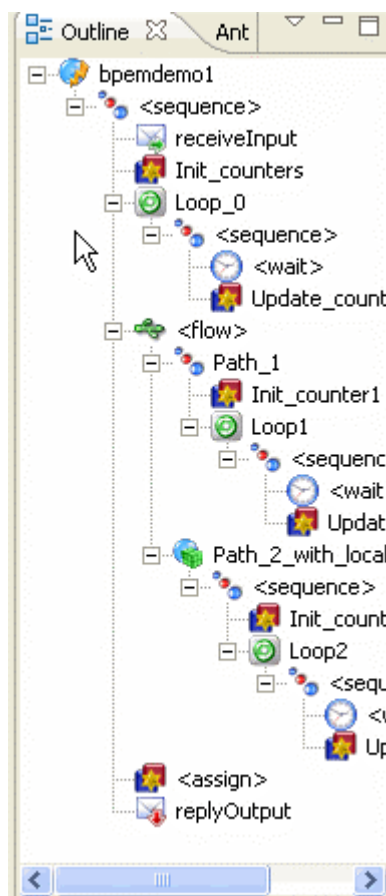 Outline Ant
bpemdemo1
<sequence>
receiveInput
Init_counters
Loop_0
<sequence>
<wait>
Update_count
<flow>
Path_1
Init_counter1
Loop1
<sequenc
<wait
Updat
Path_2_with_local
<sequence>
Init_count
Loop2
<sequ
<w
Up
<assign>
replyOutput